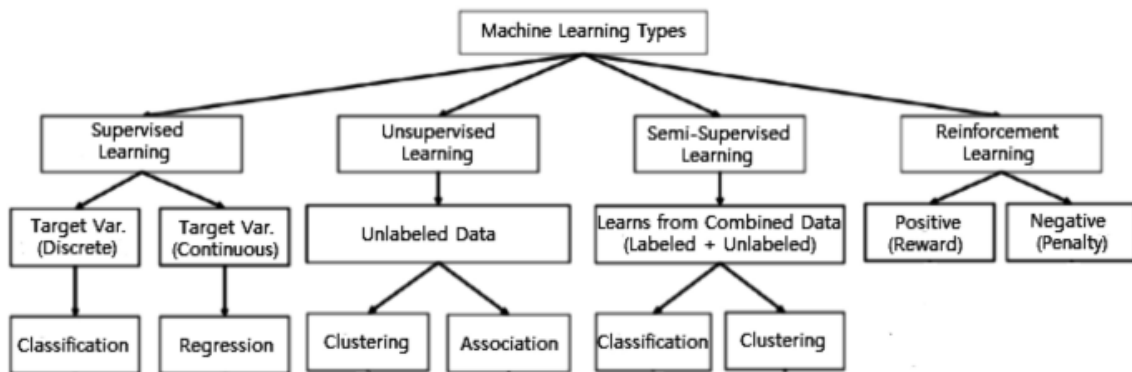 Machine Learning Types
Supervised
Learning
Unsupervised
Learning
Semi-Supervised
Learning
Reinforcement
Learning
Target Var.
(Discrete)
Target Var.
(Continuous)
Unlabeled Data
Learns from Combined Data
(Labeled + Unlabeled)
Positive
(Reward)
Negative
(Penalty)
Classification
Regression
Clustering
Association
Classification
Clustering